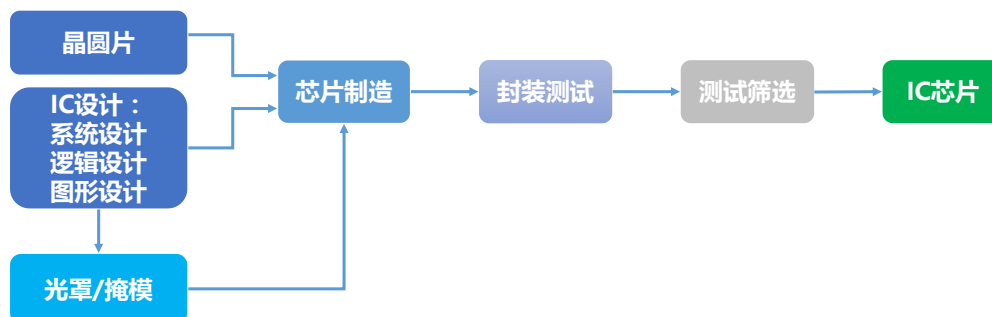 晶圆片
IC设计：
系统设计
逻辑设计
图形设计
光罩/掩模
芯片制造
封装测试
测试筛选
IC芯片